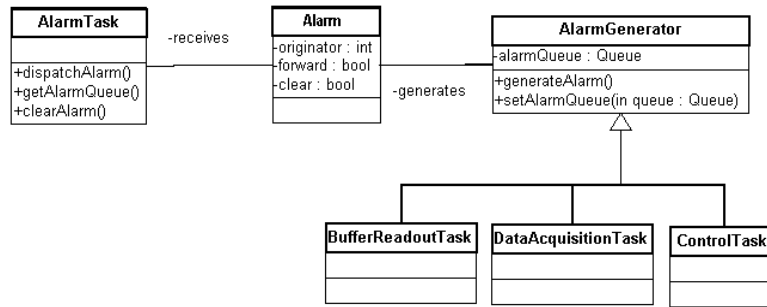 AlarmTask
+dispatchAlarm()
+getAlarmQueue()
+clearAlarm()
-receives
Alarm
-originator : int
-forward : bool
-clear : bool
-generates
AlarmGenerator
-alarmQueue : Queue
+generateAlarm()
+setAlarmQueue(in queue : Queue)
BufferReadoutTask
DataAcquisitionTask
ControlTask